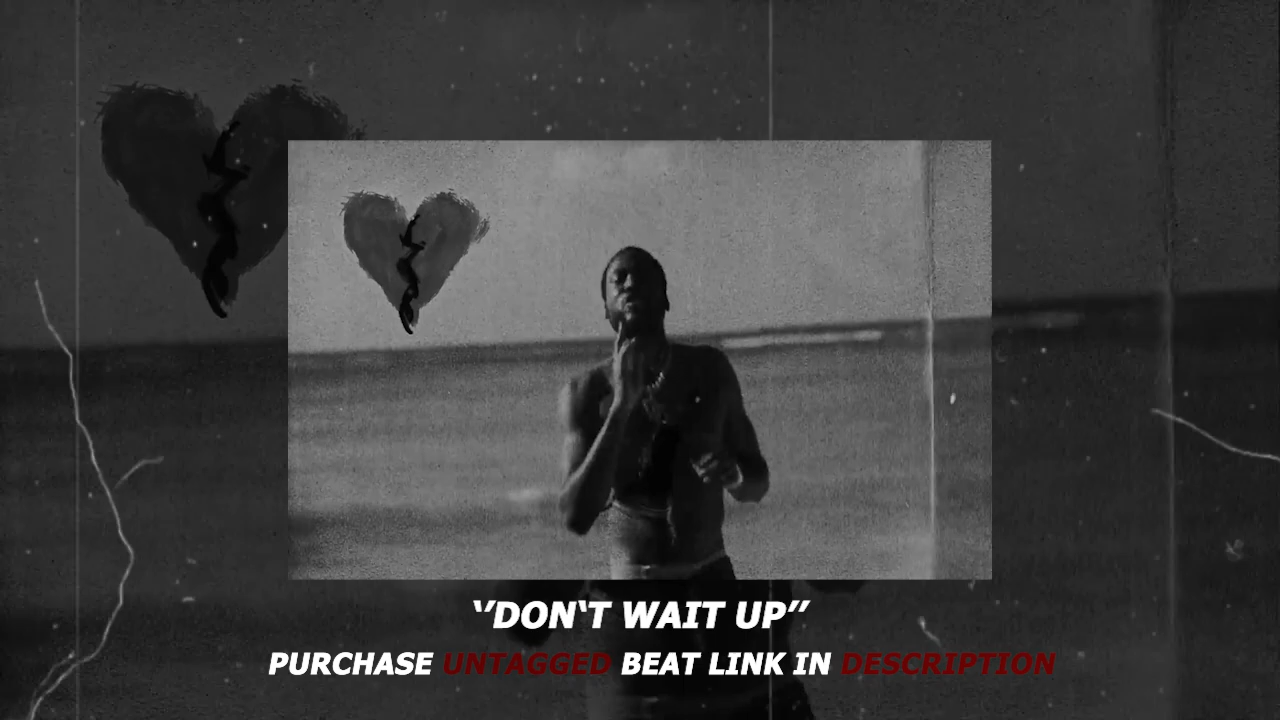 ‘’DON‘T WAIT UP’’
PURCHASE UNTAGGED BEAT LINK IN DESCRIPTION